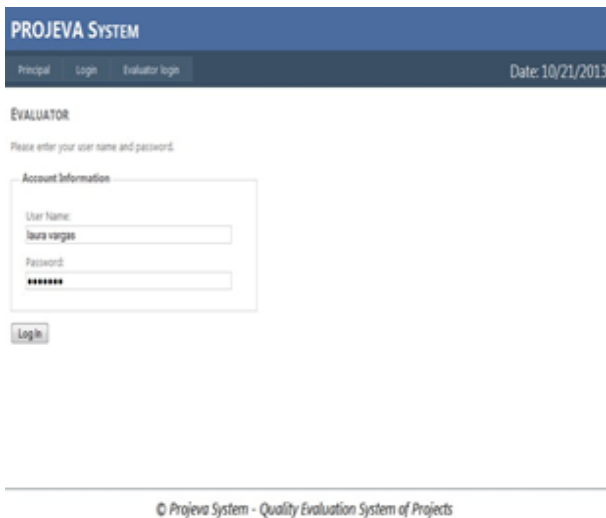 PROJEVA SYSTEM
Principal Login Evaluator login Date: 10/21/2013
EVALUATOR
Please enter your user name and password.
Account Information
User Name:
laura vargas
Password:
•••••••
Log In
© Projeva System - Quality Evaluation System of Projects